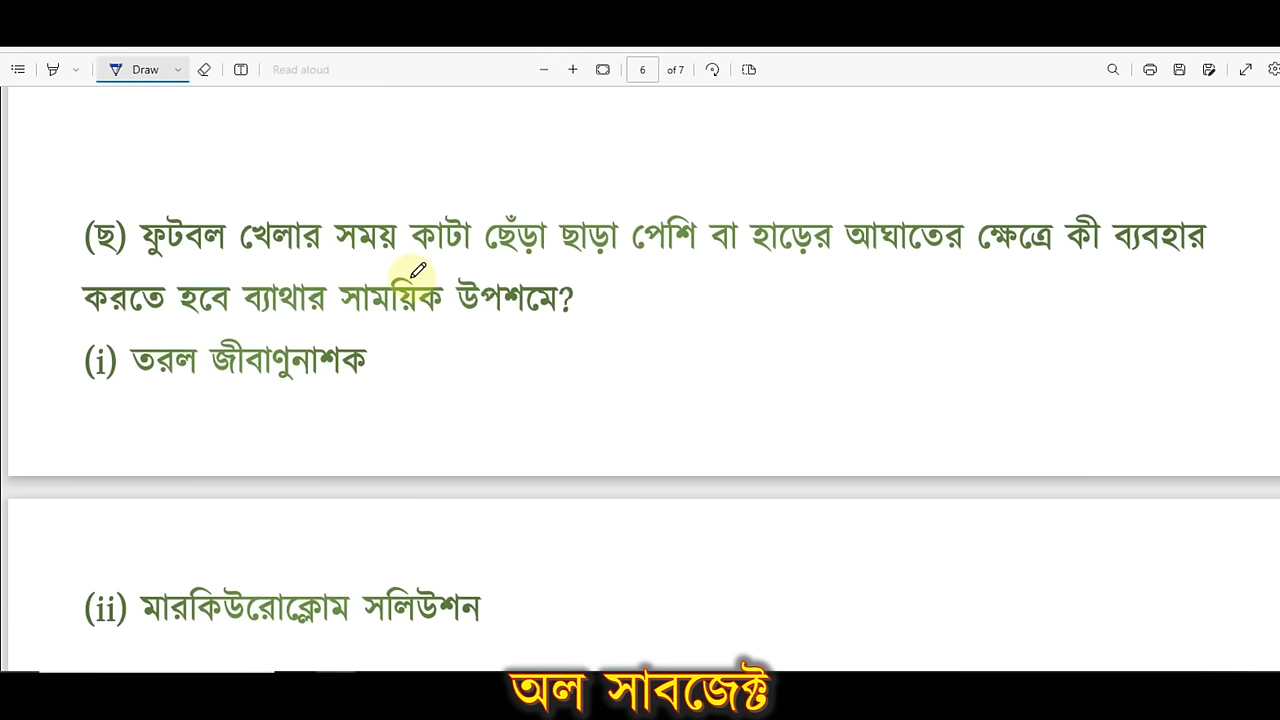 Draw
Read aloud
6 of 7
(ছ) ফুটবল খেলার সময় কাটা ছেঁড়া ছাড়া পেশি বা হাড়ের আঘাতের ক্ষেত্রে কী ব্যবহার
করতে হবে ব্যাথার সাময়িক উপশমে?
(i) তরল জীবাণুনাশক
(ii) মারকিউরোক্লোম সলিউশন
অল সাবজেক্ট